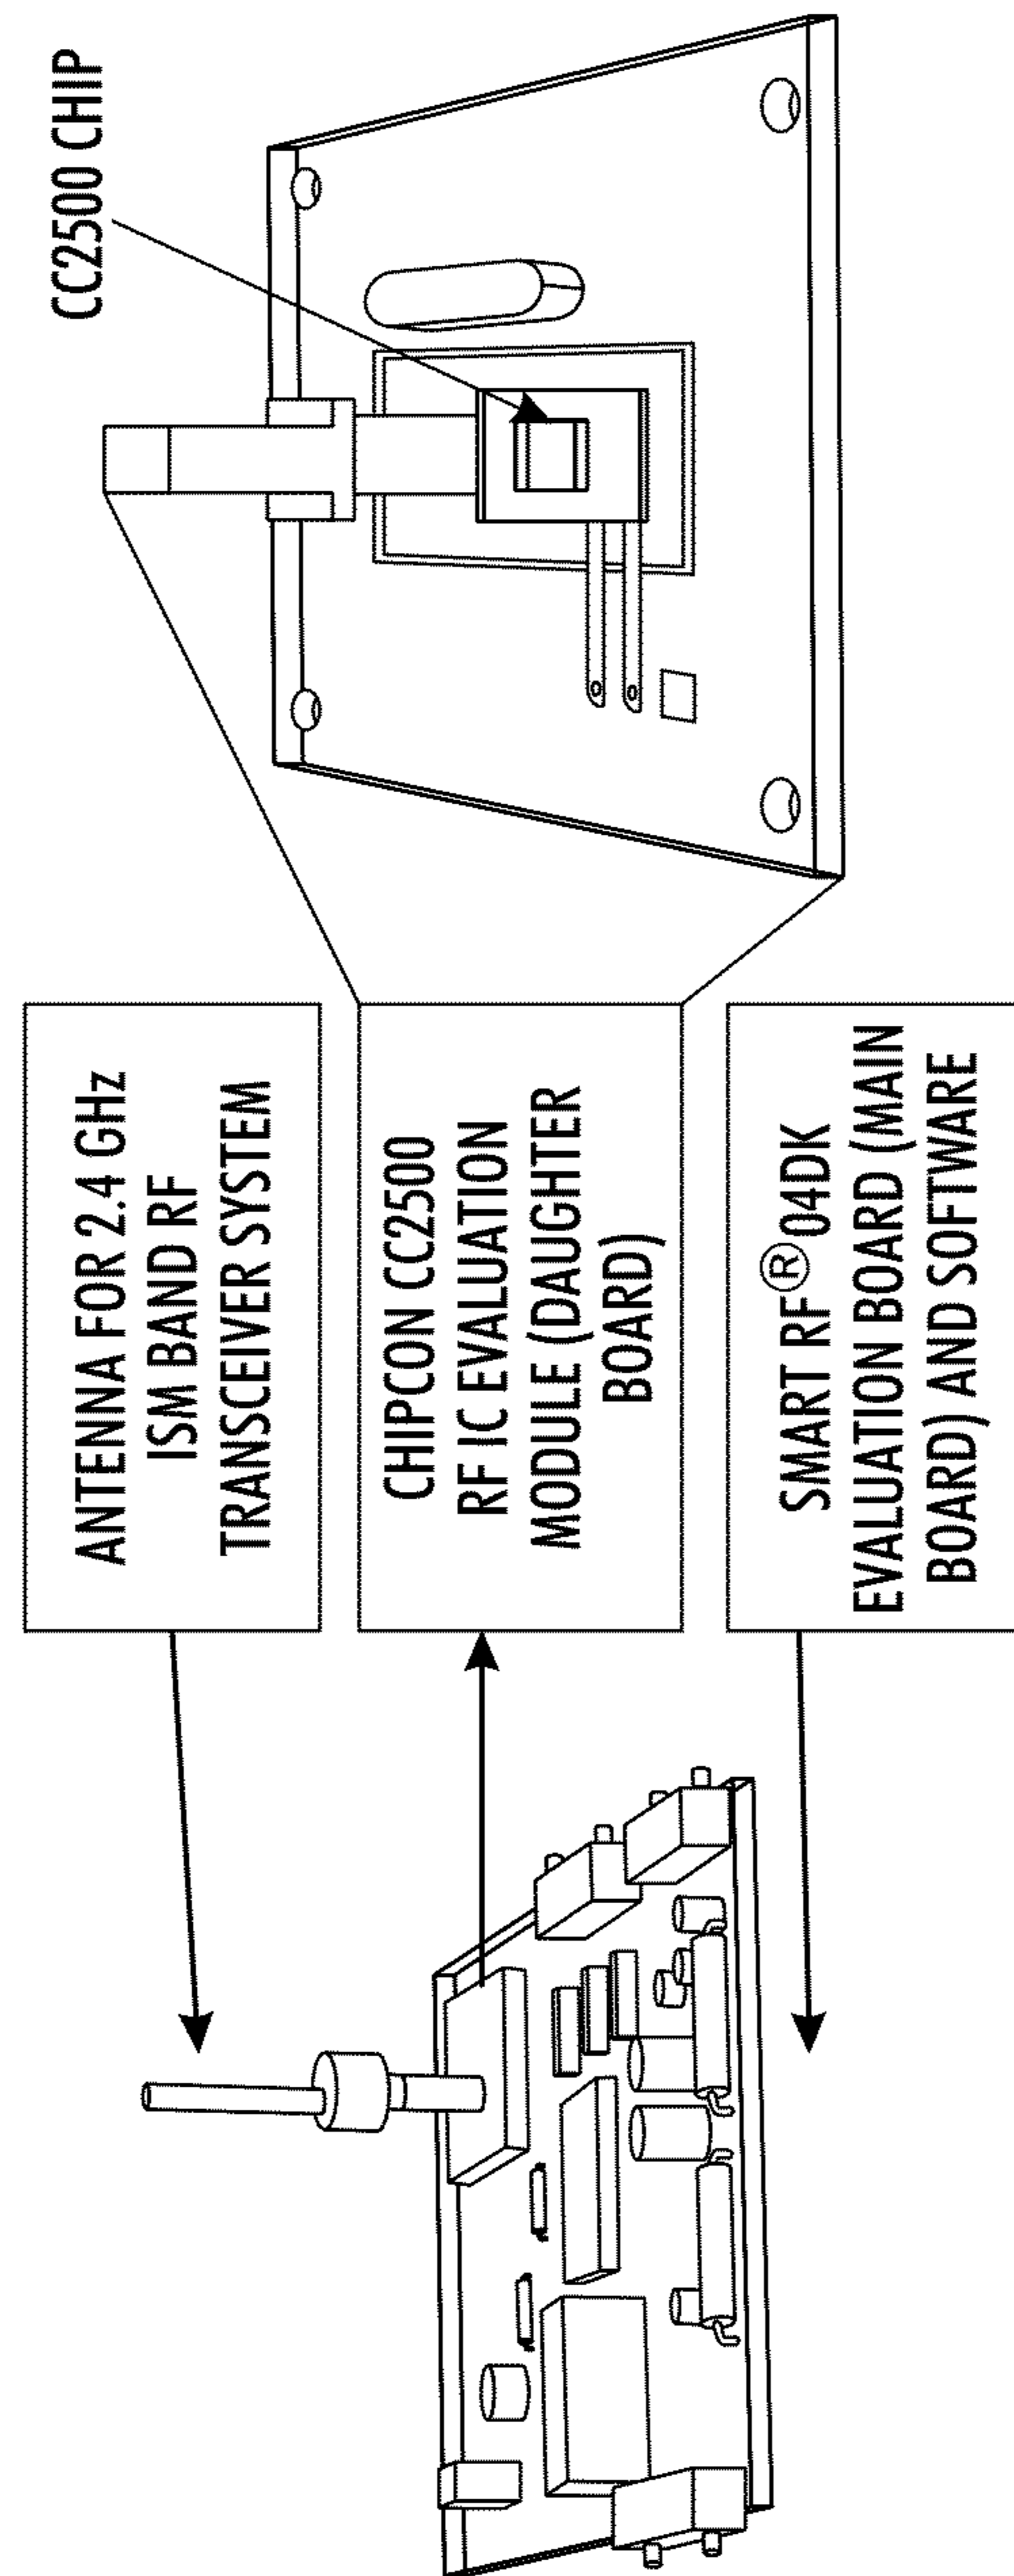 ANTENNA FOR 2.4 GHz
ISM BAND RF
TRANSCEIVER SYSTEM
CHIPCON CC2500
RF IC EVALUATION
MODULE (DAUGHTER
BOARD)
SMART RF® 04DK
EVALUATION BOARD (MAIN
BOARD) AND SOFTWARE
CC2500 CHIP